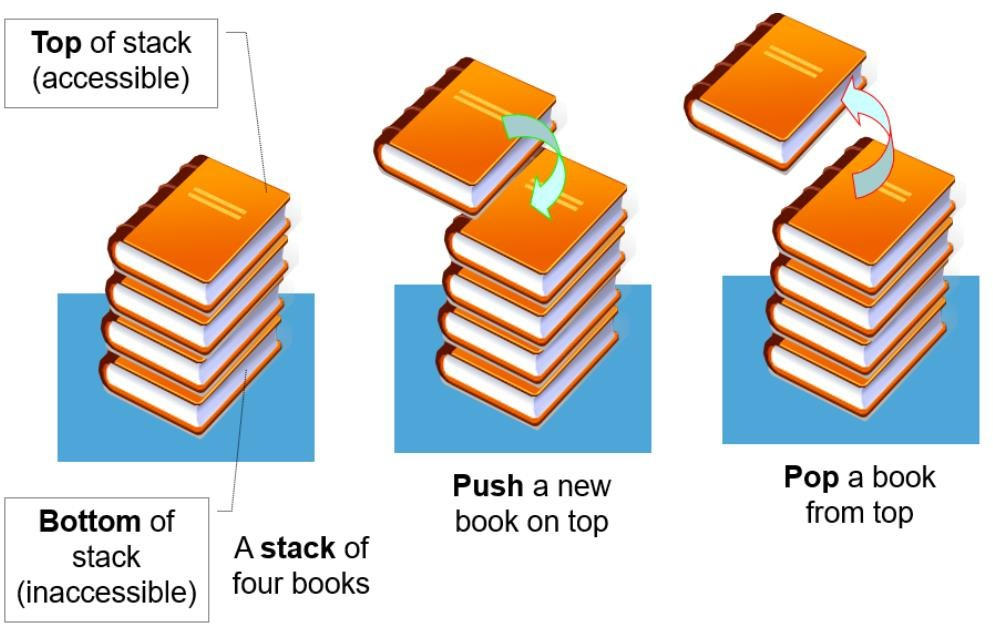 Top of stack
(accessible)
Bottom of
stack
(inaccessible)
A stack of
four books
Push a new
book on top
Pop a book
from top